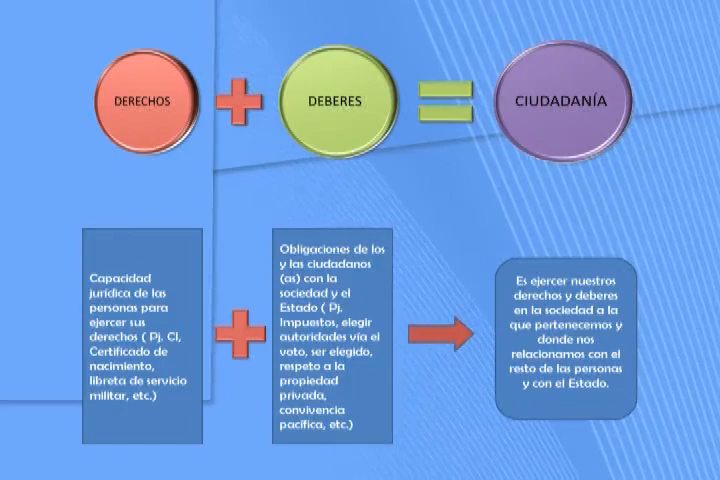 DERECHOS
DEBERES
CIUDADANÍA
Capacidad
jurídica de las
personas para
ejercer sus
derechos ( Pj. CI,
Certificado de
nacimiento,
libreta de servicio
militar, etc.)
Obligaciones de los
y las ciudadanos
(as) con la
sociedad y el
Estado ( Pj.
Impuestos, elegir
autoridades vía el
voto, ser elegido,
respeto a la
propiedad
privada,
convivencia
pacífica, etc.)
Es ejercer nuestros
derechos y deberes
en la sociedad a la
que pertenecemos y
donde nos
relacionamos con el
resto de las personas
y con el Estado.